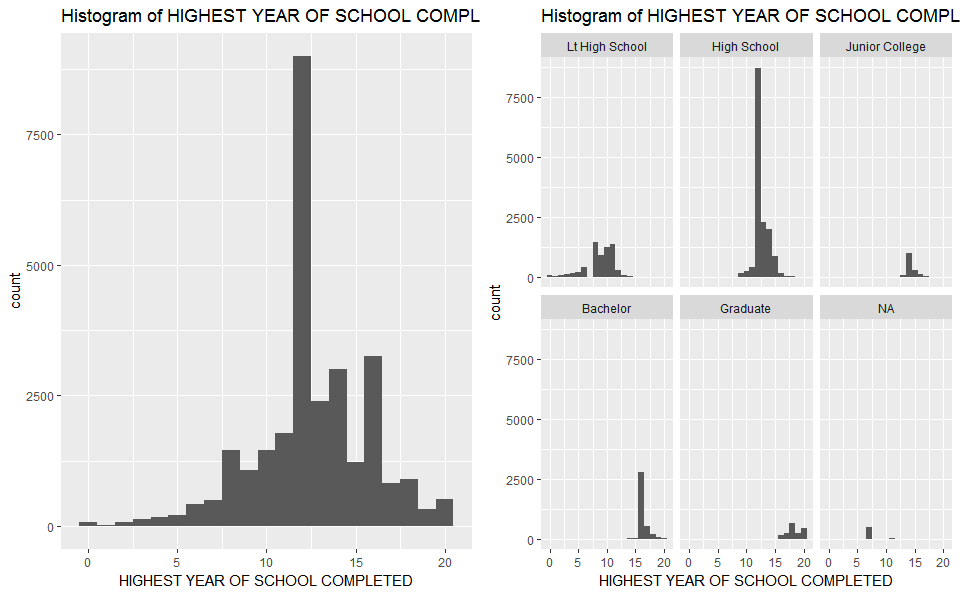 Histogram of HIGHEST YEAR OF SCHOOL COMPL
count
7500
5000
2500
0
0 5 10 15 20
HIGHEST YEAR OF SCHOOL COMPLETED
Histogram of HIGHEST YEAR OF SCHOOL COMPL
count
Lt High School High School Junior College
7500
5000
2500
0
Bachelor Graduate NA
7500
5000
2500
0
0 5 10 15 20 0 5 10 15 20 0 5 10 15 20
HIGHEST YEAR OF SCHOOL COMPLETED